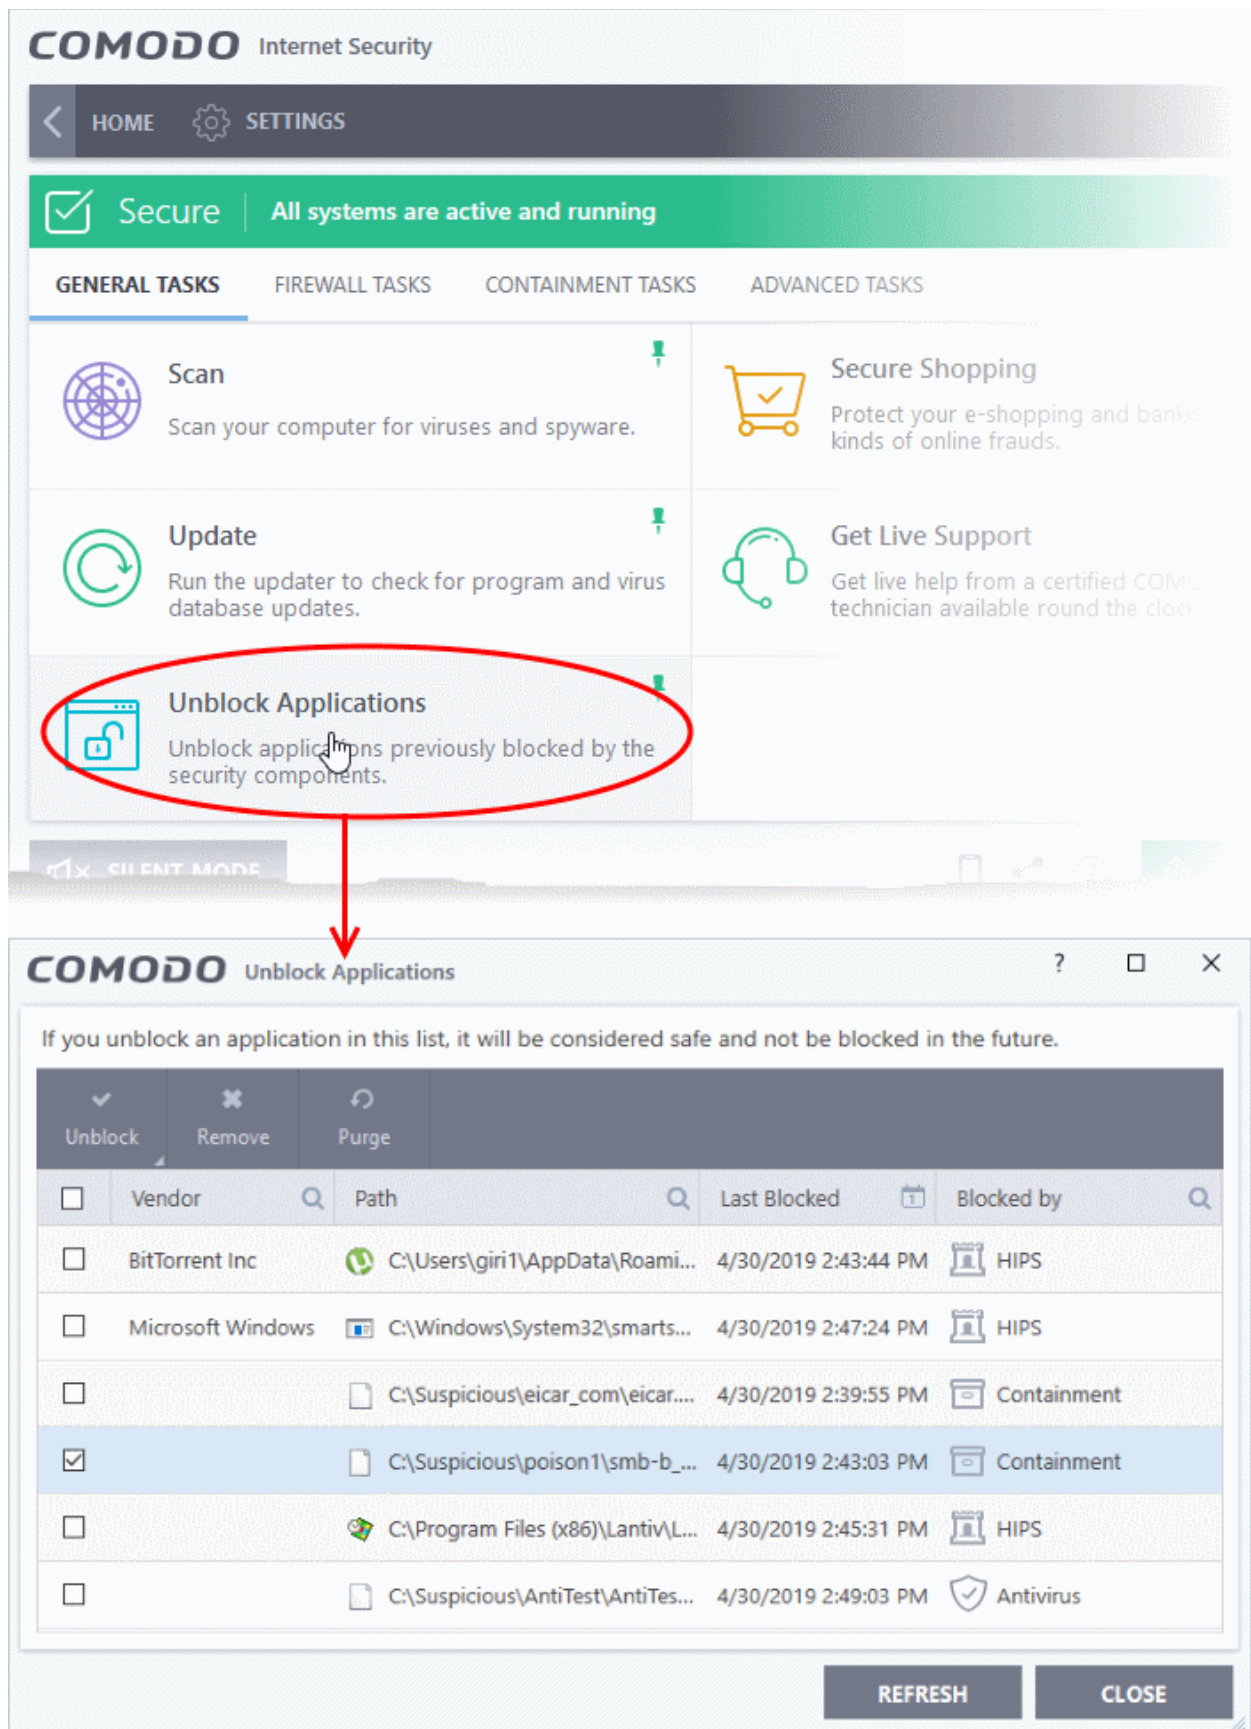 COMODO Internet Security
HOME SETTINGS
Secure All systems are active and running
GENERAL TASKS FIREWALL TASKS CONTAINMENT TASKS ADVANCED TASKS
Scan
Scan your computer for viruses and spyware.
Secure Shopping
Protect your e-shopping and
kinds of online frauds.
Update
Run the updater to check for program and virus
database updates.
Get Live Support
Get live help from a certified
technician available round the
Unblock Applications
Unblock applications previously blocked by the
security components.
SILENT MODE
COMODO Unblock Applications ?
If you unblock an application in this list, it will be considered safe and not be blocked in the future.
Unblock Remove Purge
Vendor Path Last Blocked Blocked by
BitTorrent Inc C:\Users\giri1\AppData\Roami... 4/30/2019 2:43:44 PM HIPS
Microsoft Windows C:\Windows\System32\smarts... 4/30/2019 2:47:24 PM HIPS
C:\Suspicious\eicar_com\eicar.... 4/30/2019 2:39:55 PM Containment
C:\Suspicious\poison1\smb-b_... 4/30/2019 2:43:03 PM Containment
C:\Program Files (x86)\Lantiv\L... 4/30/2019 2:45:31 PM HIPS
C:\Suspicious\AntiTest\AntiTes... 4/30/2019 2:49:03 PM Antivirus
REFRESH CLOSE